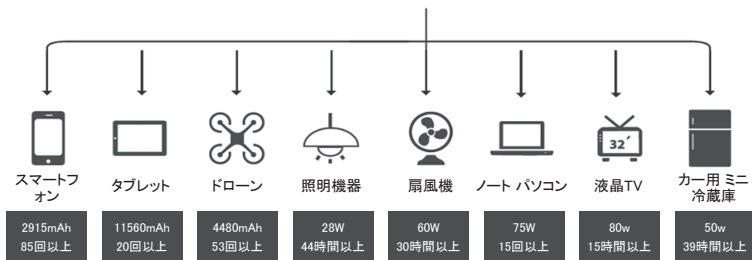 32´
スマートフ
ォン
タブレット
ドローン
照明機器
扇風機
ノート パソコン
液晶TV
カー用 ミニ
冷蔵庫
2915mAh
85回以上
11560mAh
20回以上
4480mAh
53回以上
28W
44時間以上
60W
30時間以上
75W
15回以上
80w
15時間以上
50w
39時間以上